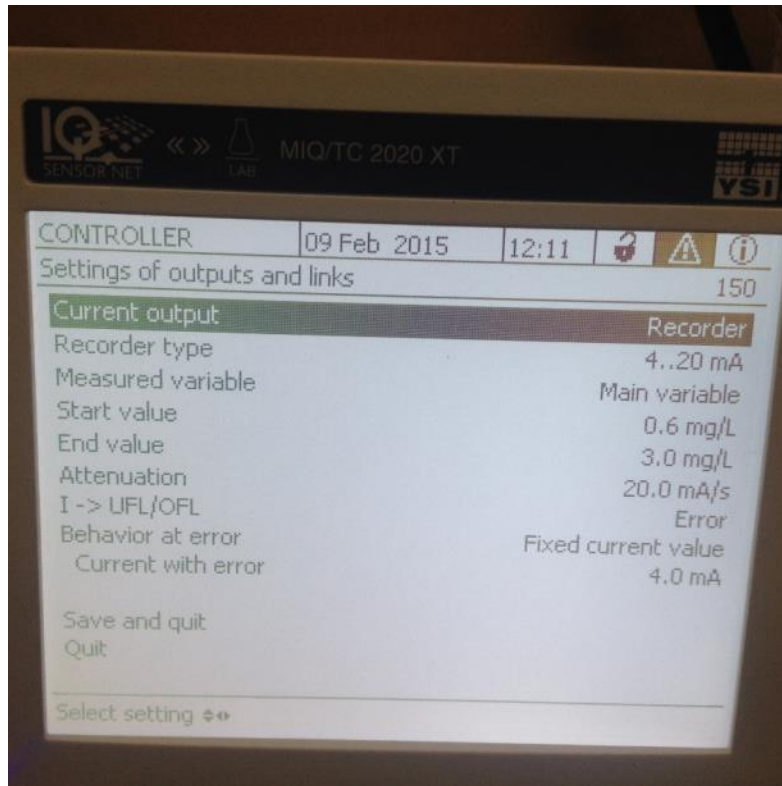 IQ
SENSOR NET
« »
LAB
MIQ/TC 2020 XT
YSI
CONTROLLER 09 Feb 2015 12:11
Settings of outputs and links 150
Current output Recorder
Recorder type 4..20 mA
Measured variable Main variable
Start value 0.6 mg/L
End value 3.0 mg/L
Attenuation 20.0 mA/s
I -> UFL/OFL Error
Behavior at error Fixed current value
Current with error 4.0 mA
Save and quit
Quit
Select setting